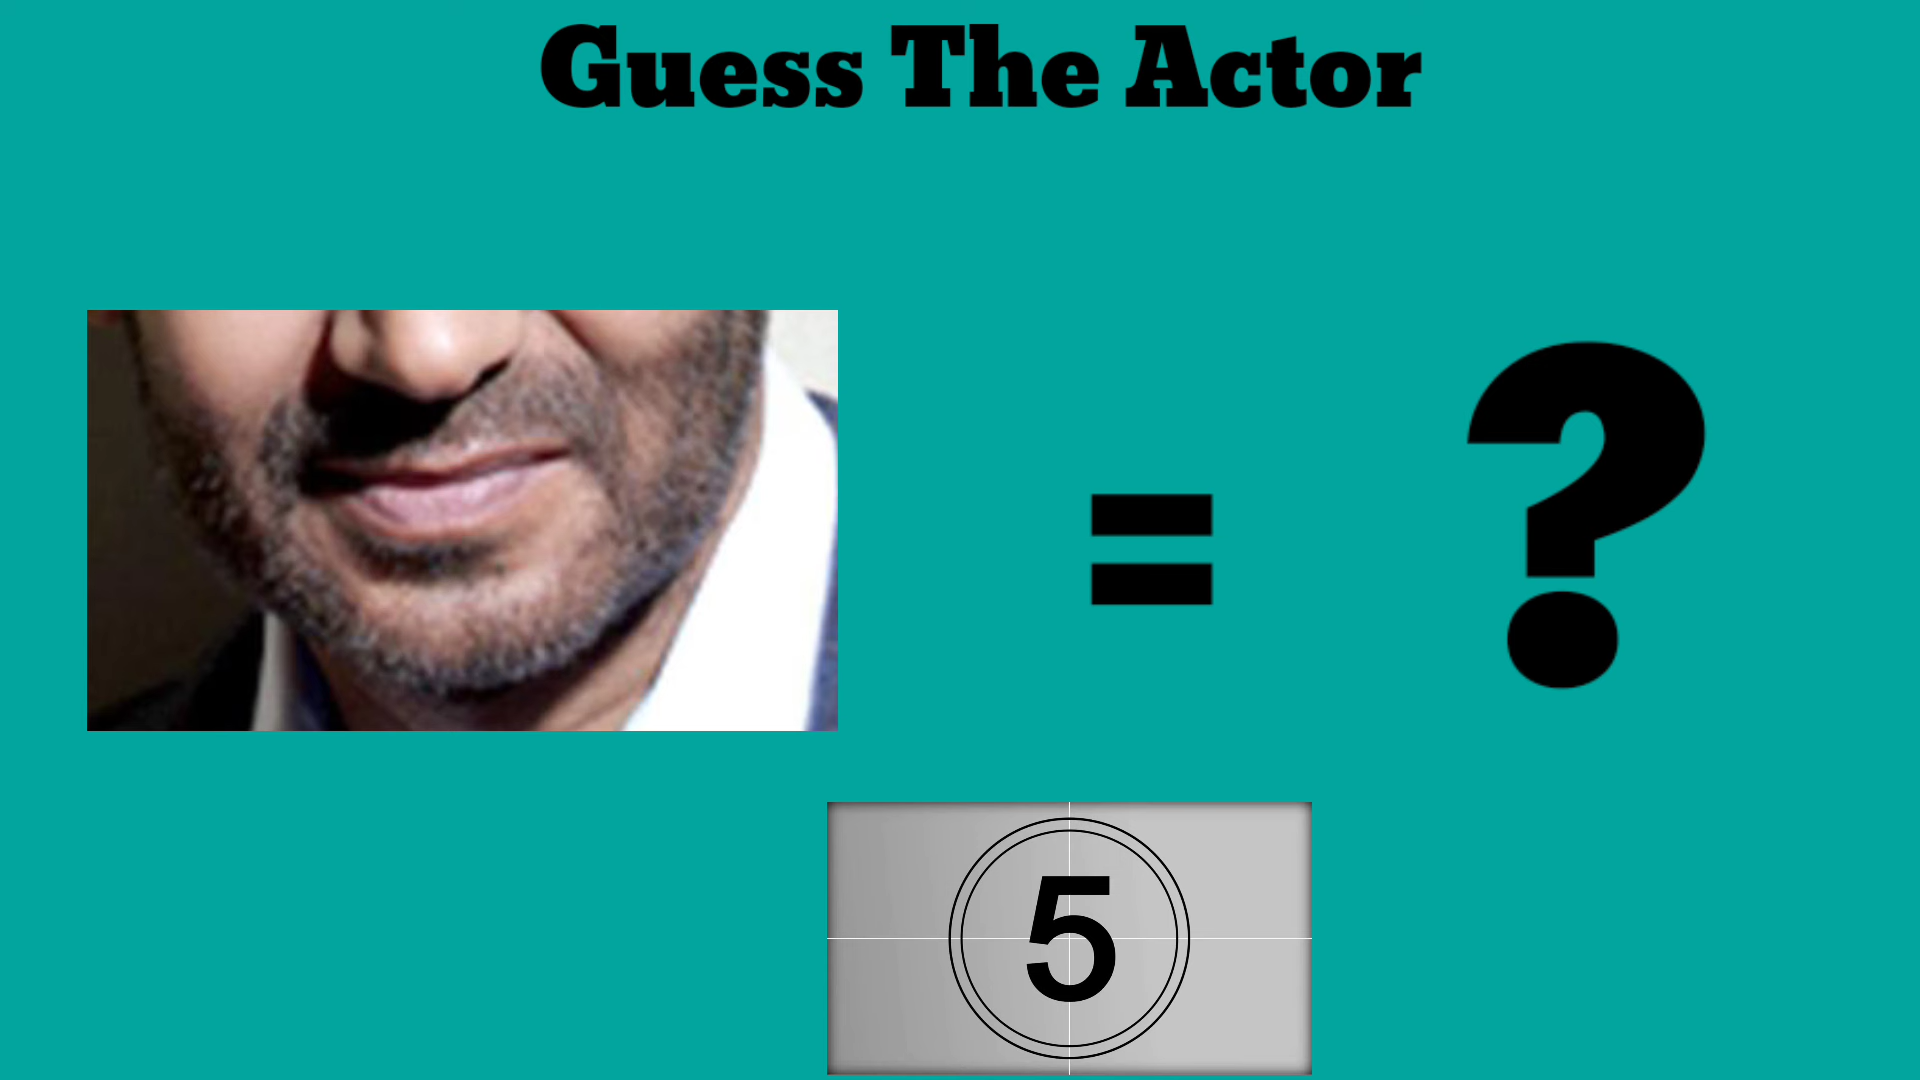 Guess The Actor
= ?
5